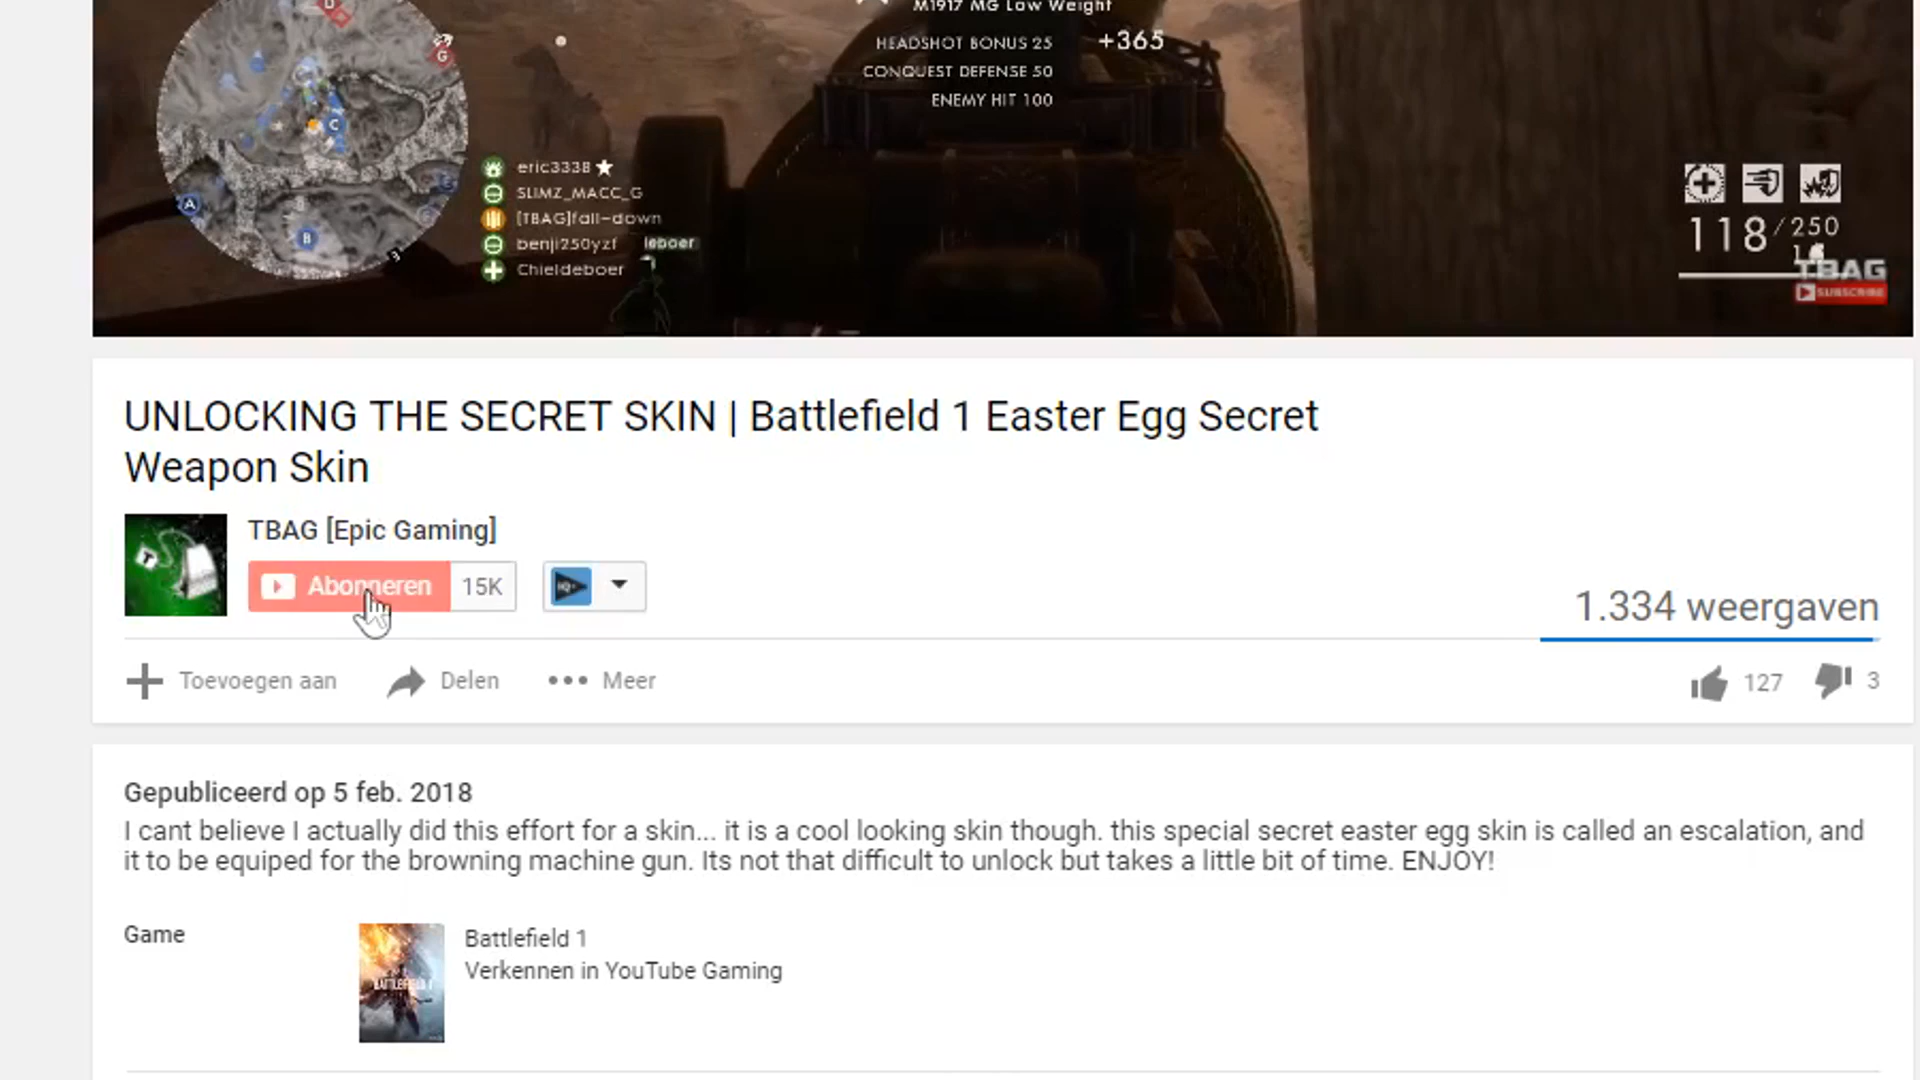 D
G
M1917 MG Low Weight
HEADSHOT BONUS 25 +365
CONQUEST DEFENSE 50
ENEMY HIT 100
C
A
B
eric3338
SLIMZ_MACC_G
[TBAG]fall-down
benji250yzf leboer
Chieldeboer
118/250
TBAG
SUBSCRIBE
UNLOCKING THE SECRET SKIN | Battlefield 1 Easter Egg Secret
Weapon Skin
TBAG [Epic Gaming]
Abonneren 15K
1.334 weergaven
Toevoegen aan Delen Meer 127 3
Gepubliceerd op 5 feb. 2018
I cant believe I actually did this effort for a skin... it is a cool looking skin though. this special secret easter egg skin is called an escalation, and
it to be equiped for the browning machine gun. Its not that difficult to unlock but takes a little bit of time. ENJOY!
Game
Battlefield 1
Verkennen in YouTube Gaming
BATTLEFIELD 1